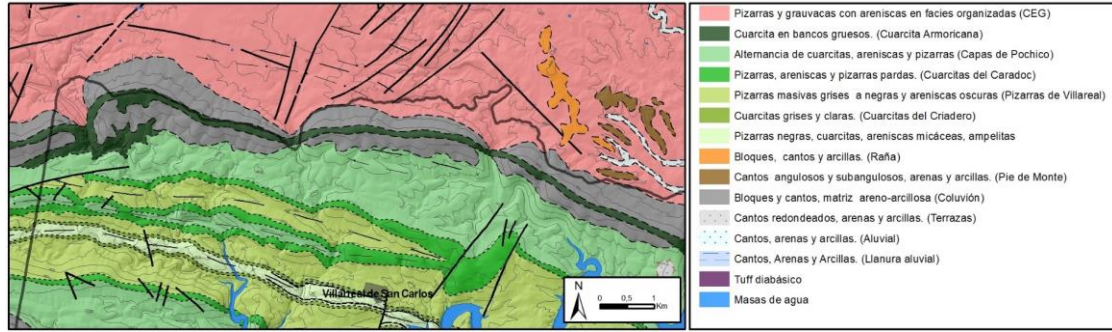 Villarreal de San Carlos
N
0 0,5 1
Km
Pizarras y grauvacas con areniscas en facies organizadas (CEG)
Cuarcita en bancos gruesos. (Cuarcita Armoricana)
Alternancia de cuarcitas, areniscas y pizarras (Capas de Pochico)
Pizarras, areniscas y pizarras pardas. (Cuarcitas del Caradoc)
Pizarras masivas grises a negras y areniscas oscuras (Pizarras de Villareal)
Cuarcitas grises y claras. (Cuarcitas del Criadero)
Pizarras negras, cuarcitas, areniscas micáceas, ampelitas
Bloques, cantos y arcillas. (Raña)
Cantos angulosos y subangulosos, arenas y arcillas. (Pie de Monte)
Bloques y cantos, matriz areno-arcillosa (Coluvión)
Cantos redondeados, arenas y arcillas. (Terrazas)
Cantos, arenas y arcillas. (Aluvial)
Cantos, Arenas y Arcillas. (Llanura aluvial)
Tuff diabásico
Masas de agua